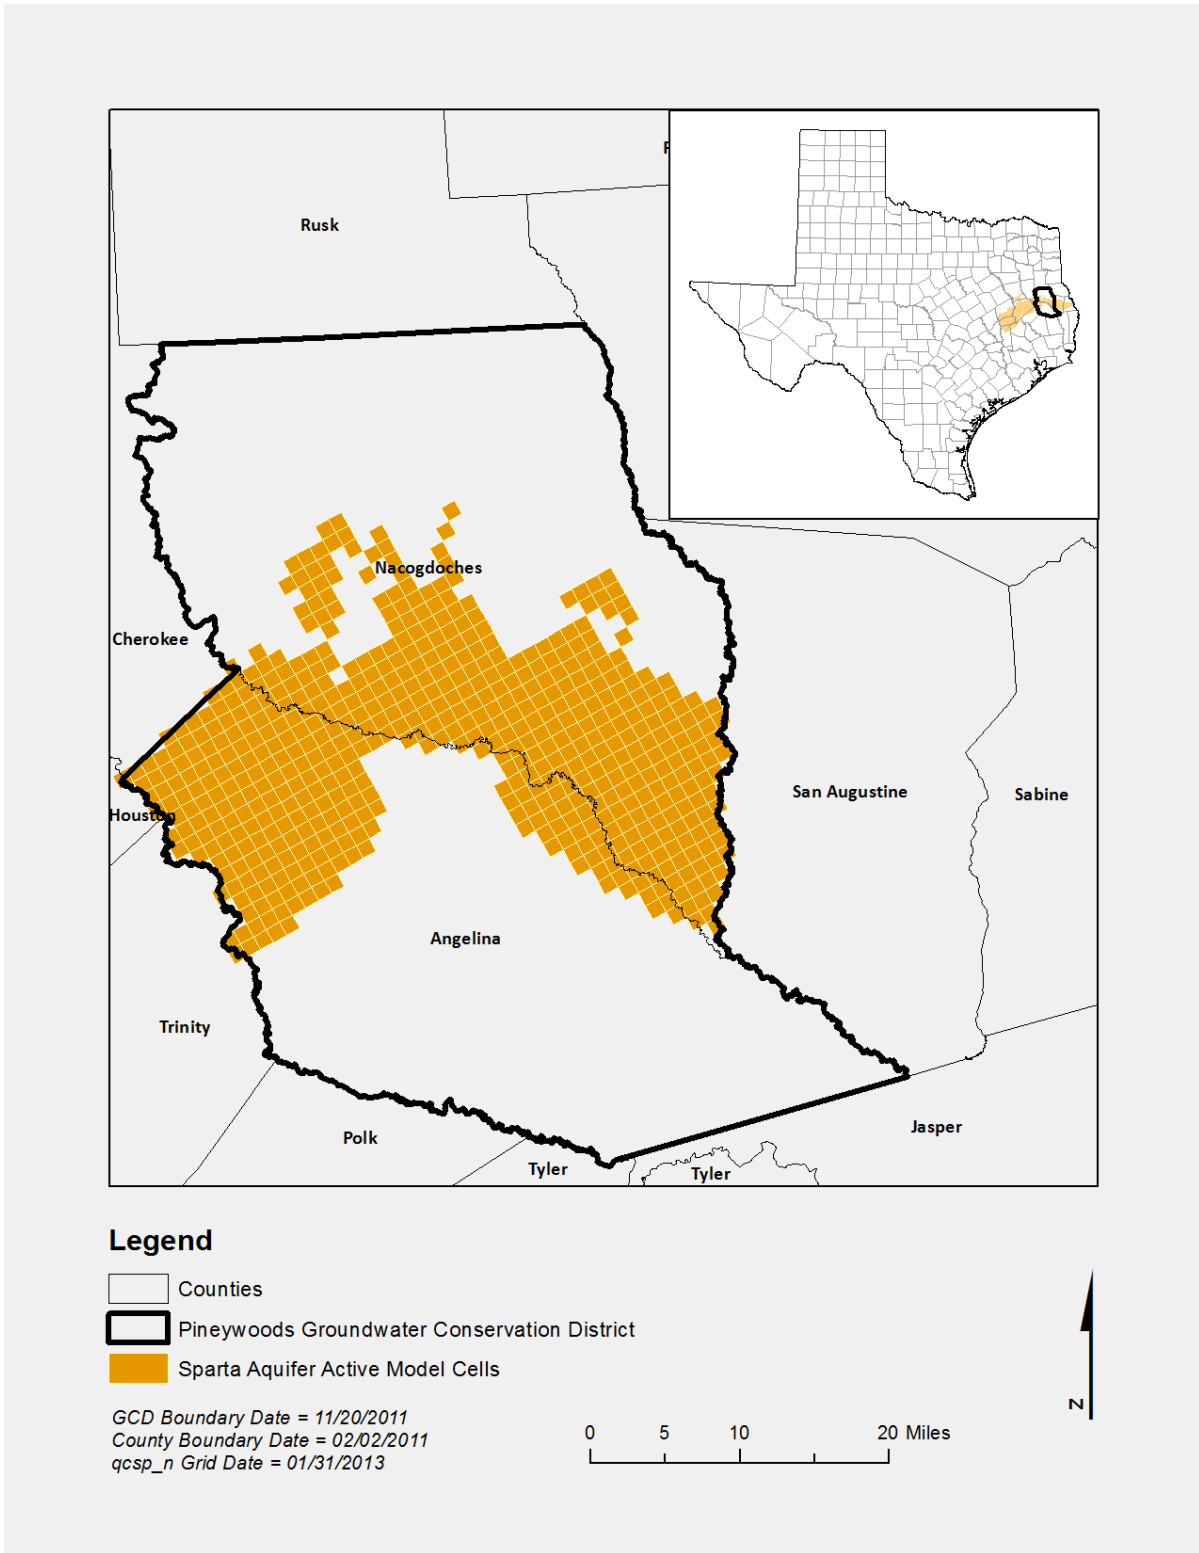 Rusk
Nacogdoches
Cherokee
San Augustine
Sabine
Houston
Angelina
Trinity
Jasper
Polk
Tyler
Tyler
Legend
Counties
Pineywoods Groundwater Conservation District
Sparta Aquifer Active Model Cells
GCD Boundary Date = 11/20/2011
County Boundary Date = 02/02/2011
qcsp_n Grid Date = 01/31/2013
0 5 10 20 Miles
N